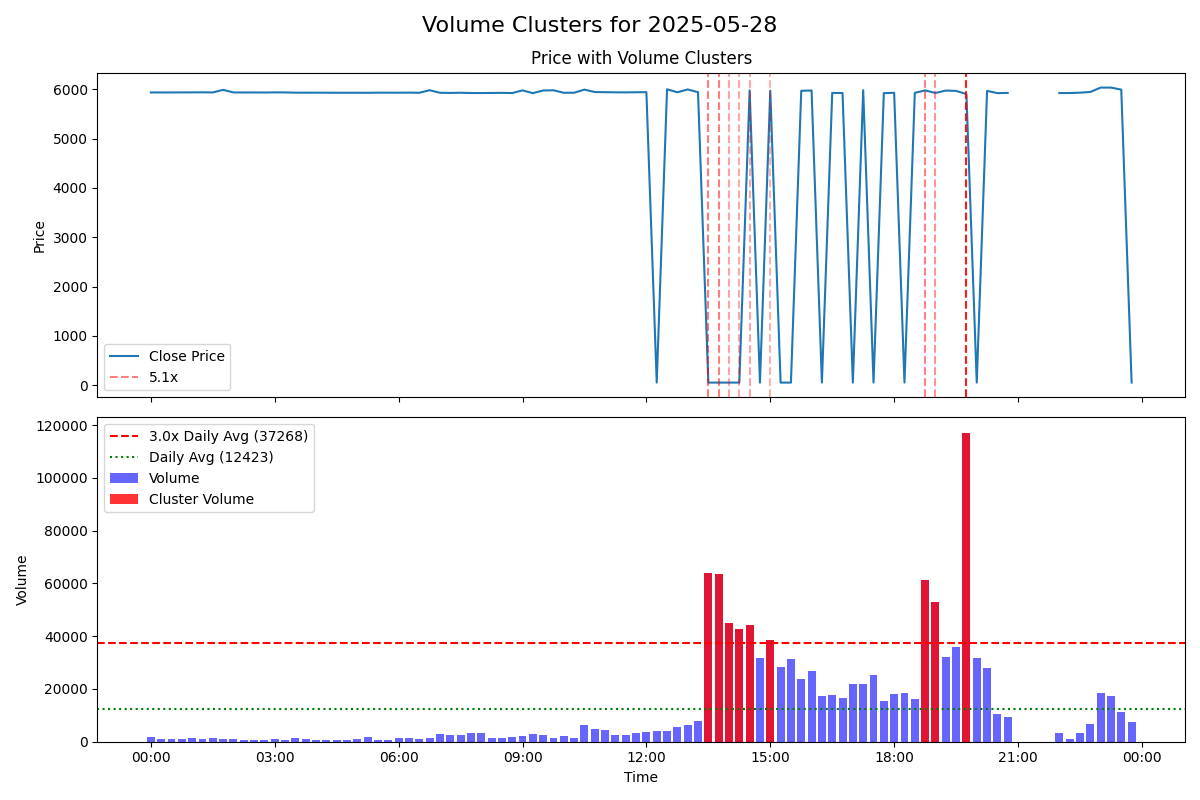 Volume Clusters for 2025-05-28
Price with Volume Clusters
6000
5000
4000
3000
2000
1000
0
Price
Close Price
5.1x
120000
100000
80000
60000
40000
20000
0
Volume
3.0x Daily Avg (37268)
Daily Avg (12423)
Volume
Cluster Volume
00:00 03:00 06:00 09:00 12:00 15:00 18:00 21:00 00:00
Time